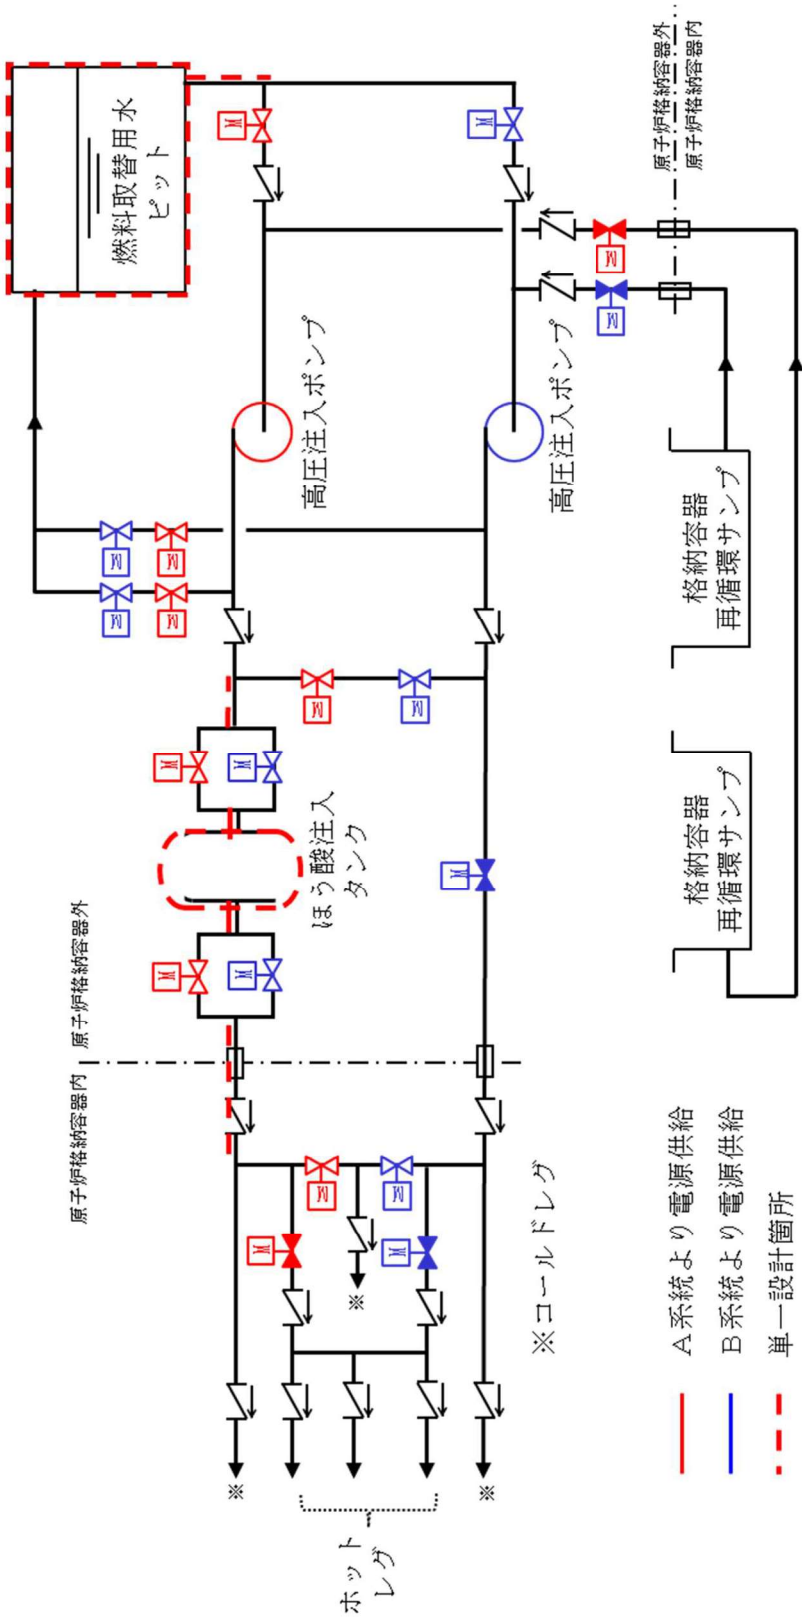 原子炉格納容器内
原子炉格納容器外
燃料取替用水
ピット
M
M
M
M
M
M
※
M
M
M
M
M
M
高圧注入ポンプ
ほう酸注入
タンク
ホット
レグ
※
M
M
M
M
M
※
※コールドレグ
高圧注入ポンプ
M
M
原子炉格納容器外
原子炉格納容器内
格納容器
再循環サンプ
格納容器
再循環サンプ
A系統より電源供給
B系統より電源供給
単一設計箇所